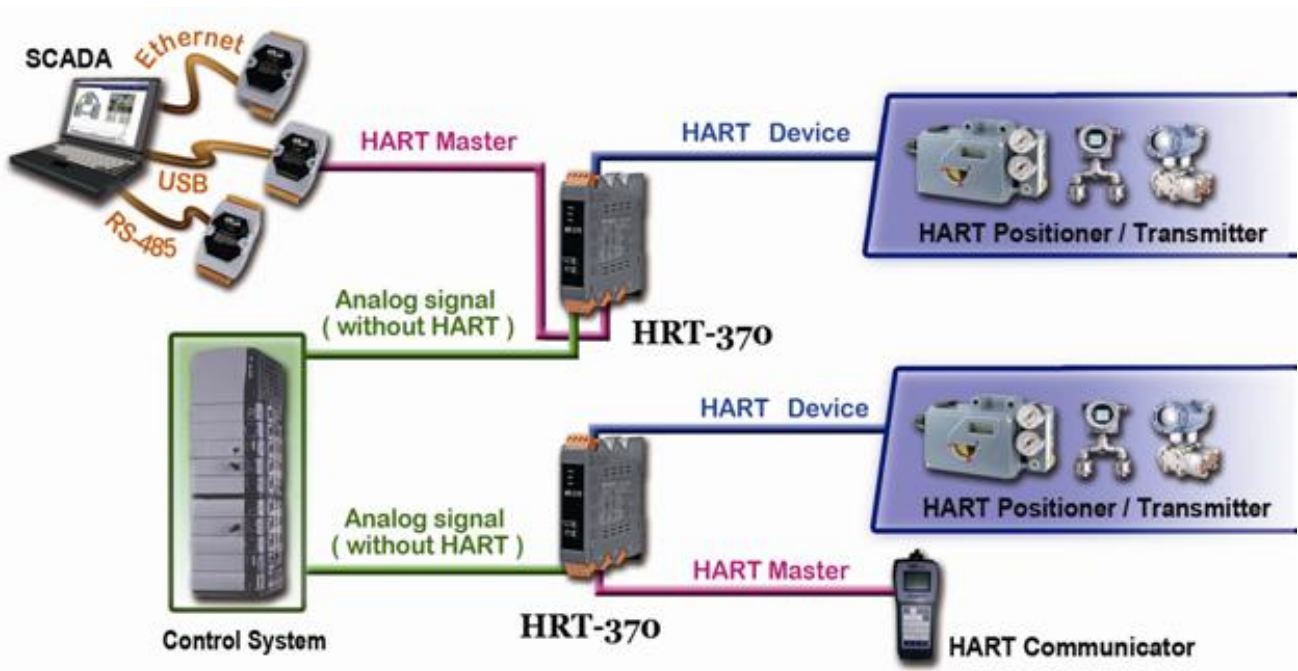 SCADA
Ethernet
USB
RS-485
HART Master
HART Device
HART Positioner / Transmitter
Analog signal
( without HART )
HRT-370
HART Device
HART Positioner / Transmitter
Analog signal
( without HART )
HART Master
HRT-370
Control System
HART Communicator